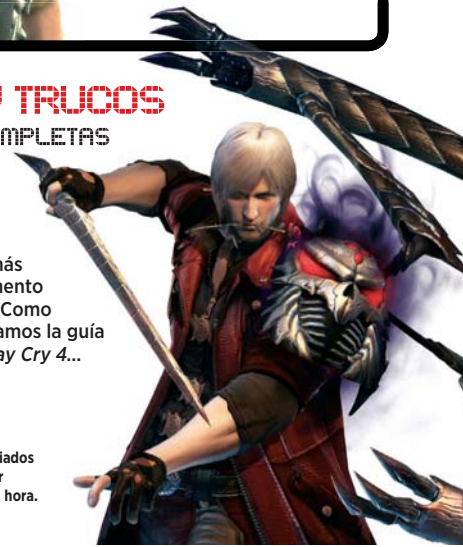 TRUCOS
MPLETAS
más
mento
Como
amos la guía
ay Cry 4...
iados
r
hora.